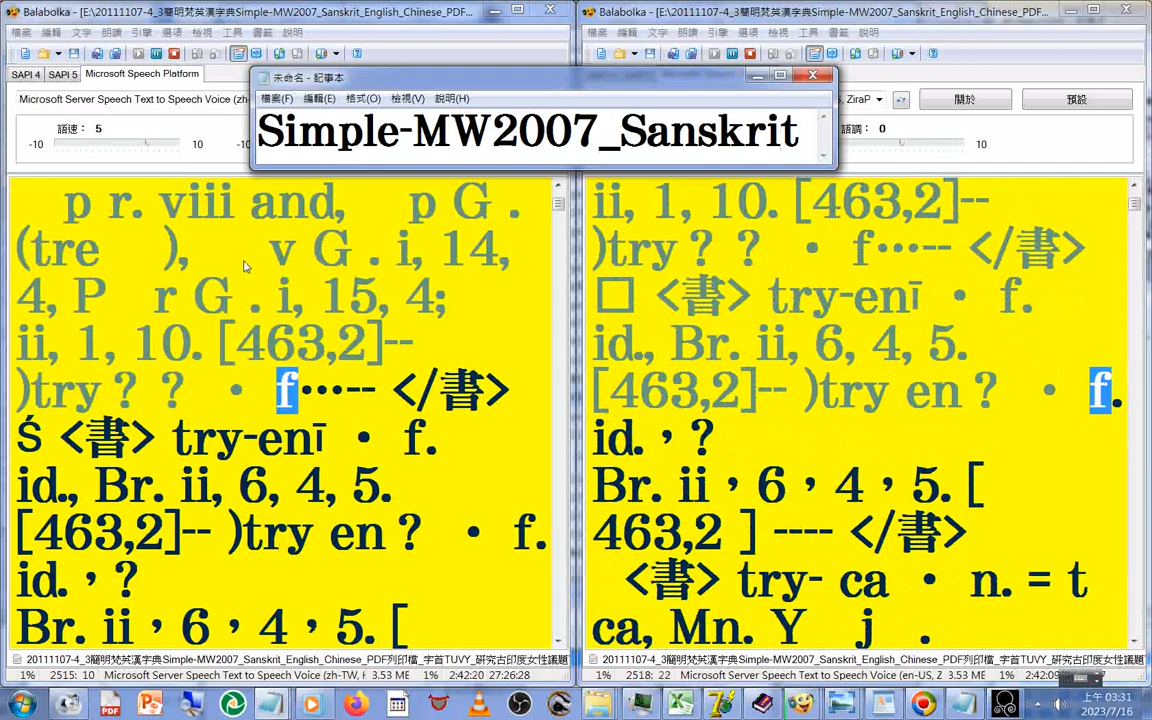 Balabolka - [E:\20111107-4_3簡明梵英漢字典Simple-MW2007_Sanskrit_English_Chinese_PDF...
檔案 編輯 文字 朗讀 引擎 選項 檢視 工具 書籤 說明
SAPI 4 SAPI 5 Microsoft Speech Platform
Microsoft Server Speech Text to Speech Voice (zh-
語速： 5
-10 10 -10
p r. viii and, p G .
(tre ), v G . i, 14,
4, P r G . i, 15, 4;
ii, 1, 10. [463,2]--
)try ? ? • f···-- </書>
Ś <書> try-enī • f.
id., Br. ii, 6, 4, 5.
[463,2]-- )try en ? • f.
id. , ?
Br. ii , 6 , 4 , 5. [
20111107-4_3簡明梵英漢字典Simple-MW2007_Sanskrit_English_Chinese_PDF列印檔_字首TUVY_研究古印度女性議題
1% 2515: 10 Microsoft Server Speech Text to Speech Voice (zh-TW, H 3.53 ME 2:42:20 27:26:28
未命名 - 記事本
檔案(F) 編輯(E) 格式(O) 檢視(V) 說明(H)
Simple-MW2007_Sanskrit
Balabolka - [E:\20111107-4_3簡明梵英漢字典Simple-MW2007_Sanskrit_English_Chinese_PDF...
檔案 編輯 文字 朗讀 引擎 選項 檢視 工具 書籤 說明
, ZiraP 關於 預設
語調： 0
10
ii, 1, 10. [463,2]--
)try ? ? • f···-- </書>
<書> try-enī • f.
id., Br. ii, 6, 4, 5.
[463,2]-- )try en ? • f.
id. , ?
Br. ii , 6 , 4 , 5. [
463,2 ] ---- </書>
<書> try- ca • n. = t
ca, Mn. Y j .
20111107-4_3簡明梵英漢字典Simple-MW2007_Sanskrit_English_Chinese_PDF列印檔_字首TUVY_研究古印度女性議題
1% 2518: 22 Microsoft Server Speech Text to Speech Voice (en-US, Z 3.53 ME 2:42:09
上午 03:31
2023/7/16